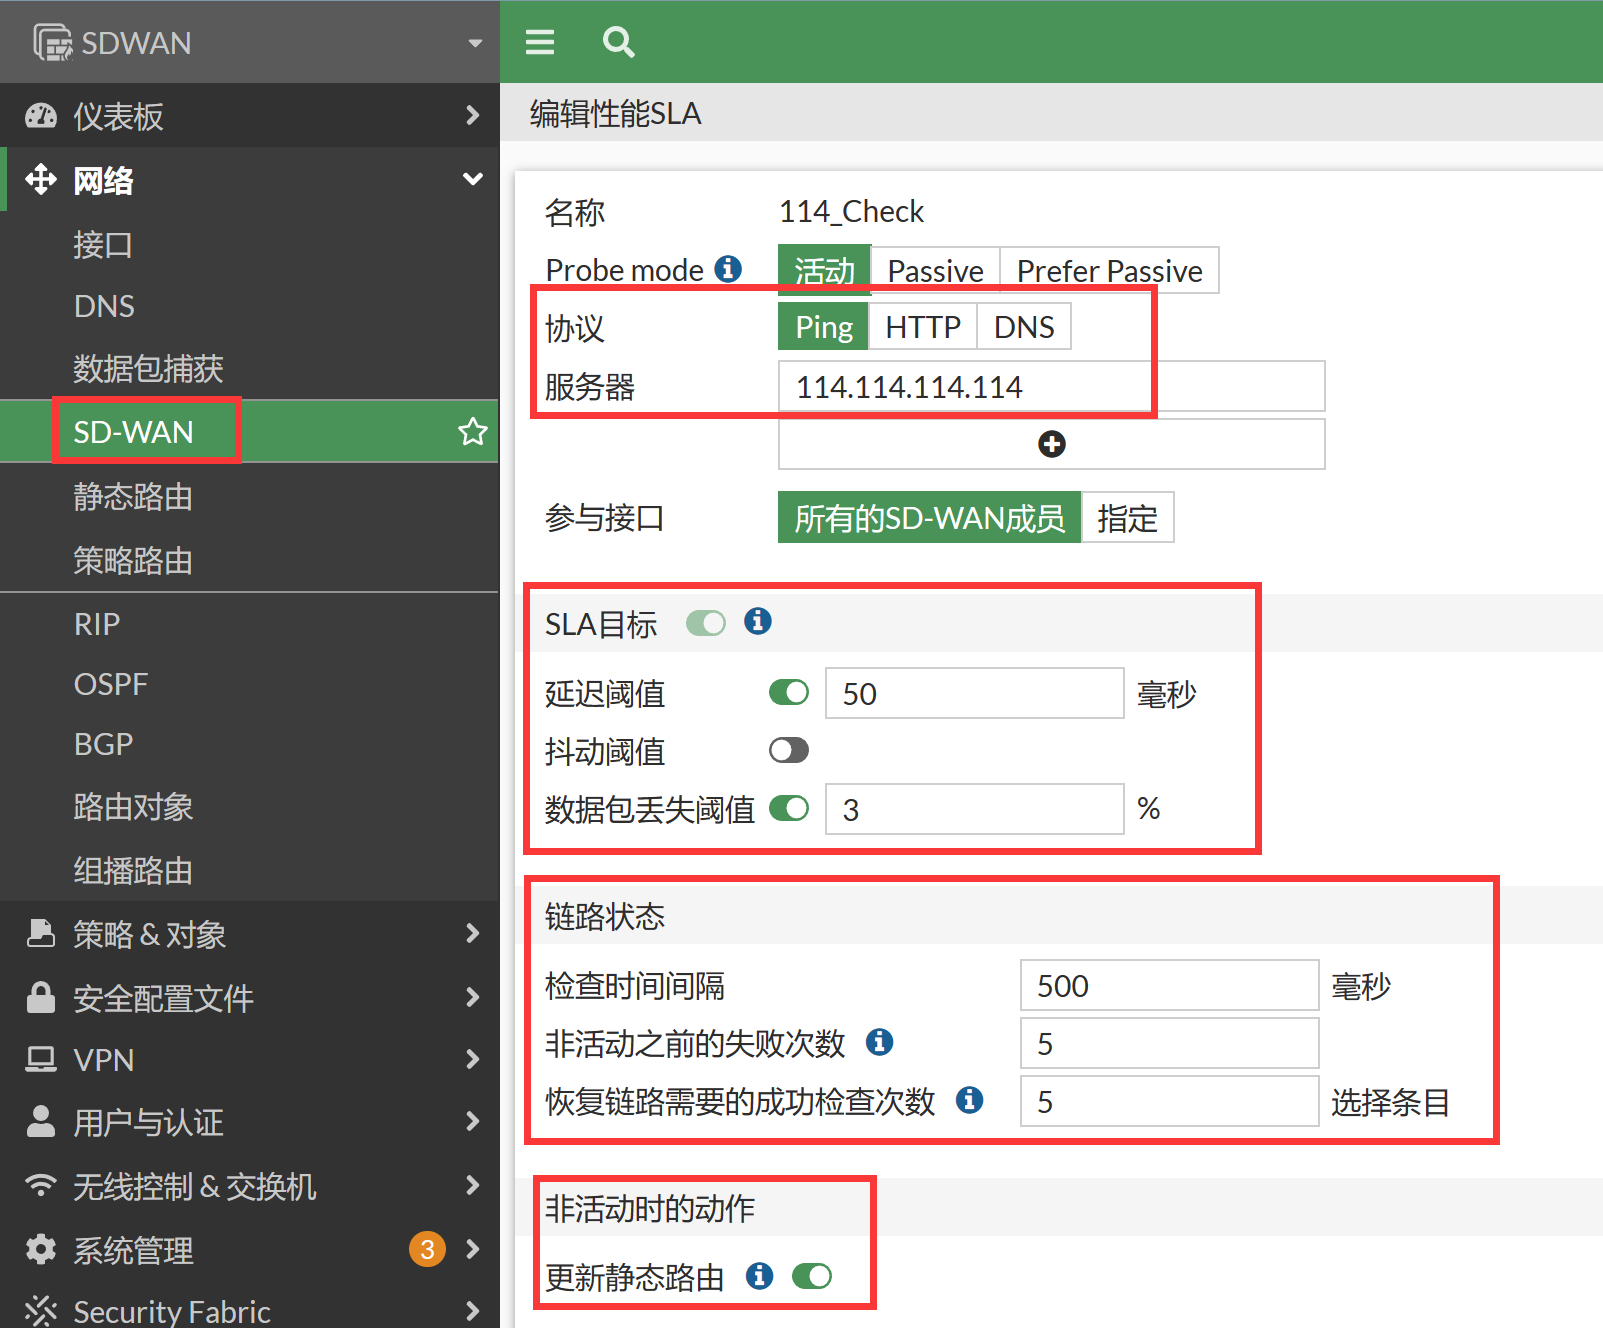 SDWAN
仪表板
网络
接口
DNS
数据包捕获
SD-WAN
静态路由
策略路由
RIP
OSPF
BGP
路由对象
组播路由
策略 & 对象
安全配置文件
VPN
用户与认证
无线控制 & 交换机
系统管理 3
Security Fabric
编辑性能SLA
名称 114_Check
Probe mode 活动 Passive Prefer Passive
协议 Ping HTTP DNS
服务器 114.114.114.114
参与接口 所有的SD-WAN成员 指定
SLA目标
延迟阈值 50 毫秒
抖动阈值
数据包丢失阈值 3 %
链路状态
检查时间间隔 500 毫秒
非活动之前的失败次数 5
恢复链路需要的成功检查次数 5 选择条目
非活动时的动作
更新静态路由